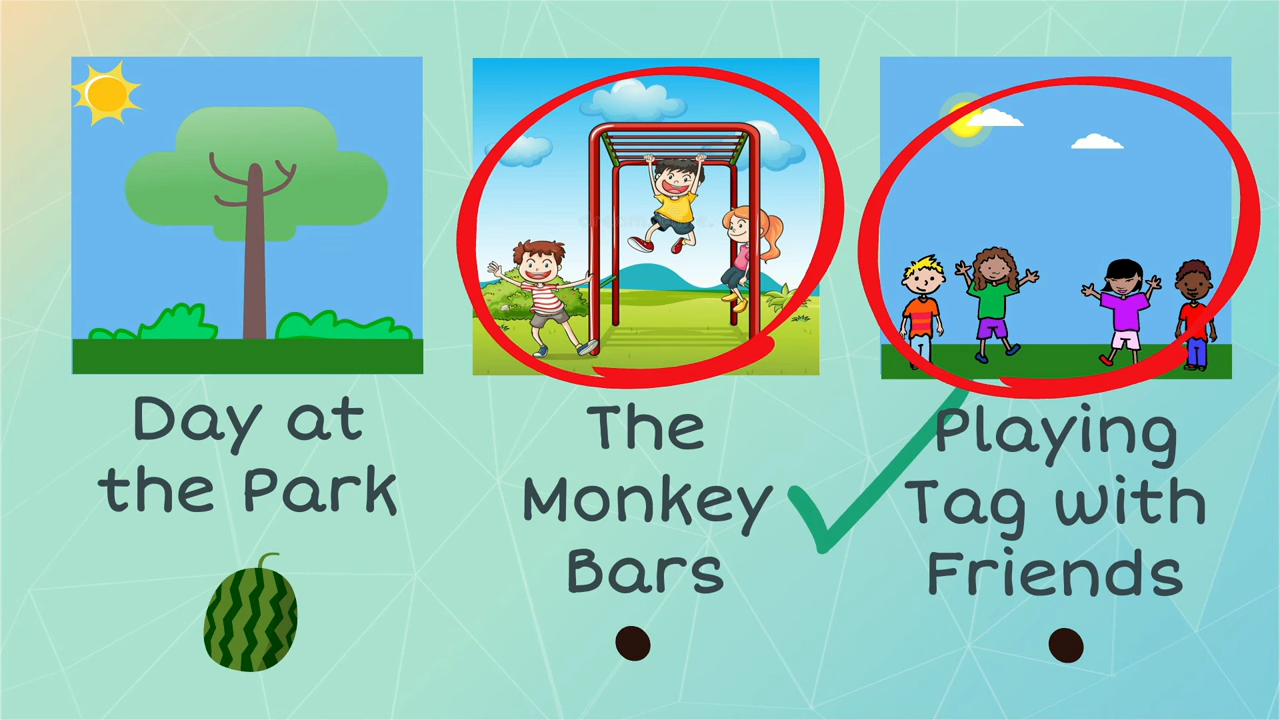 Day at
the Park
The
Monkey
Bars
Playing
Tag with
Friends